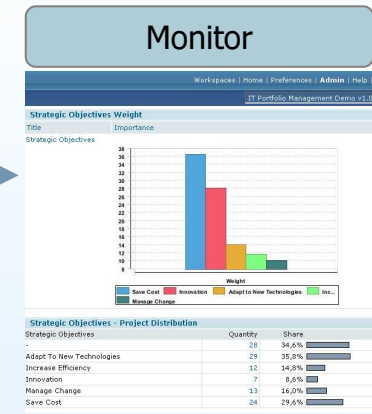 Monitor
Workspaces | Home | Preferences | Admin | Help |
IT Portfolio Management Demo v1.0
Strategic Objectives Weight
Title Importance
Strategic Objectives
38
36
34
32
30
28
26
24
22
20
18
16
14
12
10
8
Weight
Save Cost Innovation Adapt to New Technologies Inc...
Manage Change
Strategic Objectives - Project Distribution
Strategic Objectives Quantity Share
- 28 34,6%
Adapt To New Technologies 29 35,8%
Increase Efficiency 12 14,8%
Innovation 7 8,6%
Manage Change 13 16,0%
Save Cost 24 29,6%